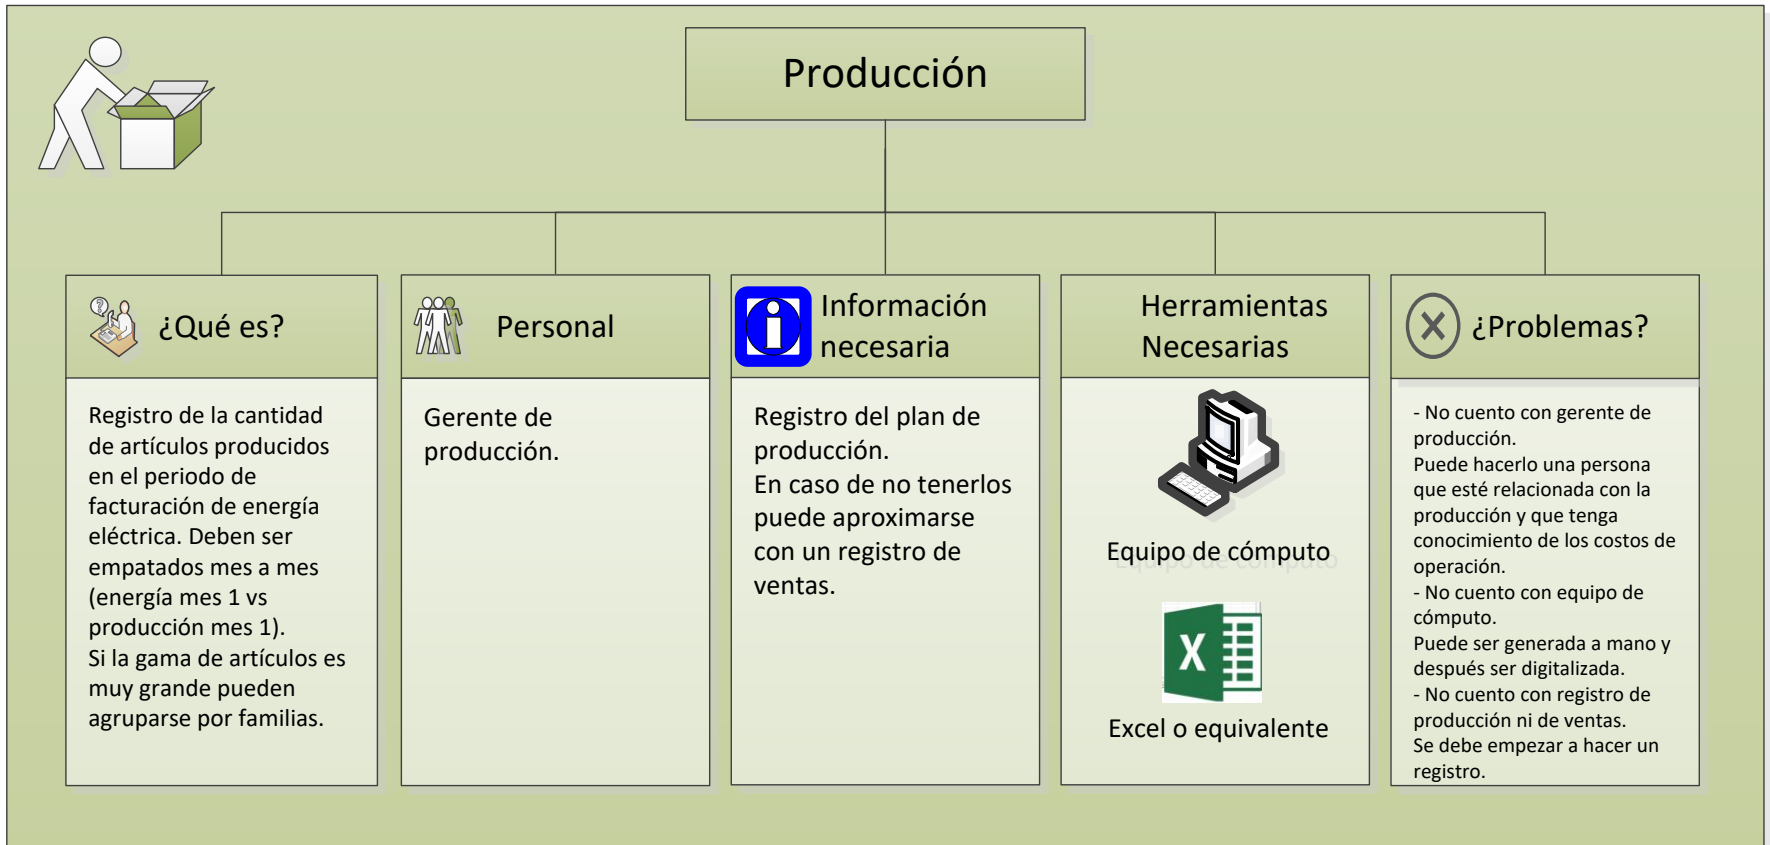 Producción
¿Qué es?
Registro de la cantidad
de artículos producidos
en el periodo de
facturación de energía
eléctrica. Deben ser
empatados mes a mes
(energía mes 1 vs
producción mes 1).
Si la gama de artículos es
muy grande pueden
agruparse por familias.
Personal
Gerente de
producción.
Información
necesaria
Registro del plan de
producción.
En caso de no tenerlos
puede aproximarse
con un registro de
ventas.
Herramientas
Necesarias
Equipo de cómputo
X
Excel o equivalente
¿Problemas?
- No cuento con gerente de
producción.
Puede hacerlo una persona
que esté relacionada con la
producción y que tenga
conocimiento de los costos de
operación.
- No cuento con equipo de
cómputo.
Puede ser generada a mano y
después ser digitalizada.
- No cuento con registro de
producción ni de ventas.
Se debe empezar a hacer un
registro.